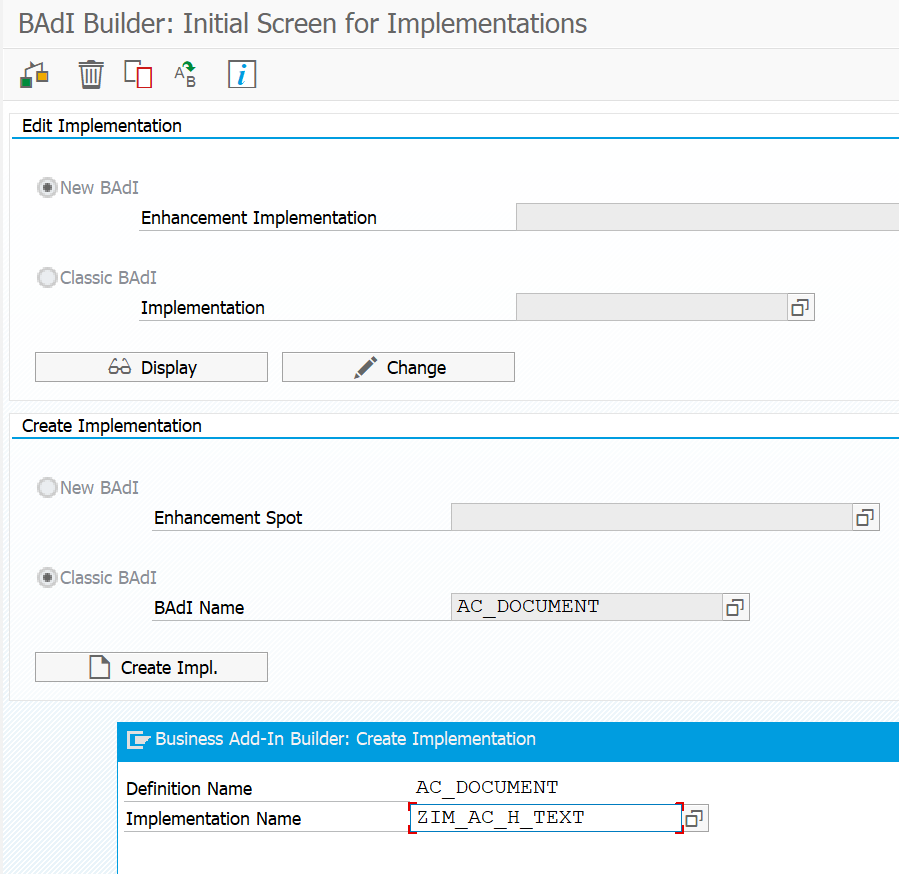 BAdI Builder: Initial Screen for Implementations
A B i
Edit Implementation
New BAdI
Enhancement Implementation
Classic BAdI
Implementation
Display Change
Create Implementation
New BAdI
Enhancement Spot
Classic BAdI
BAdI Name AC_DOCUMENT
Create Impl.
Business Add-In Builder: Create Implementation
Definition Name AC_DOCUMENT
Implementation Name ZIM_AC_H_TEXT